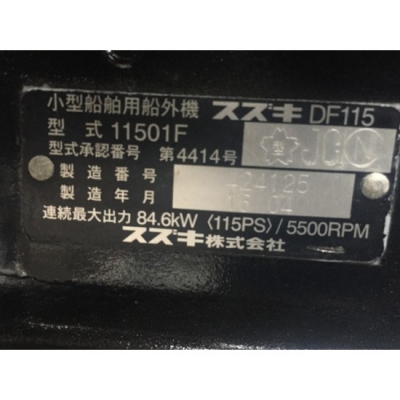 小型船舶用船外機 スズキ DF115
型式 11501F
型式承認番号 第4414号 JCI
製造番号 24125
製造年月
連続最大出力 84.6kW (115PS) / 5500RPM
スズキ株式会社